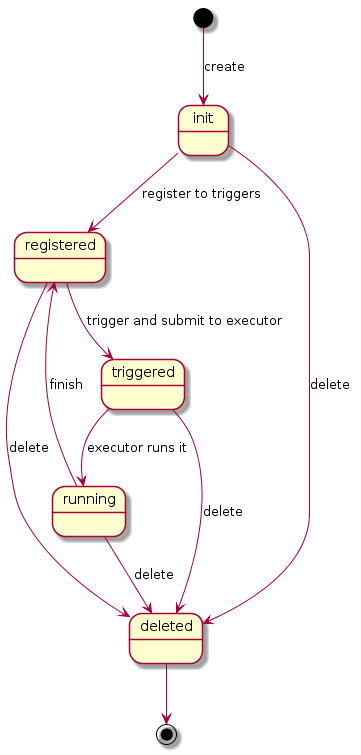 create
init
register to triggers
registered
trigger and submit to executor
triggered
finish
delete
executor runs it
delete
running
delete
delete
deleted